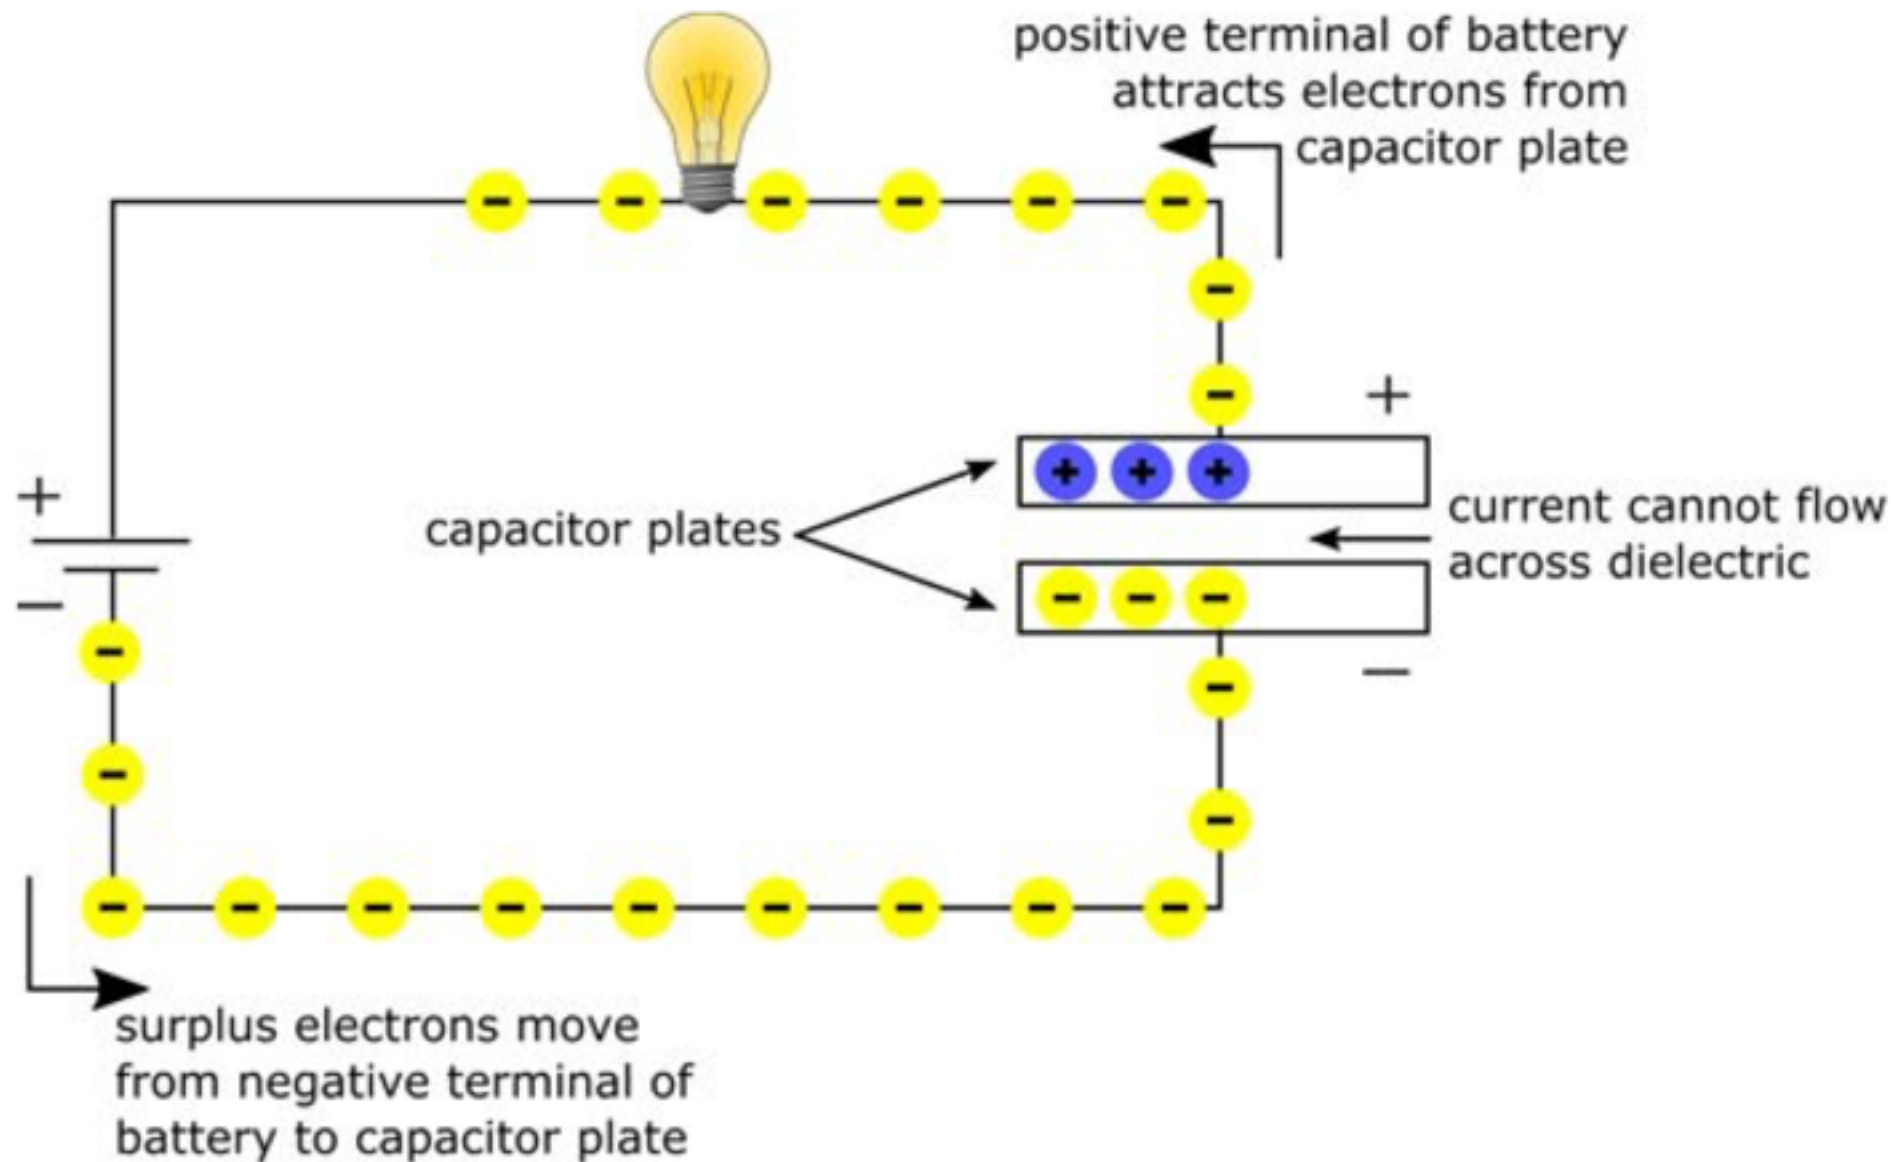 positive terminal of battery
attracts electrons from
capacitor plate
+
+
capacitor plates
+ + +
current cannot flow
across dielectric
−
− − −
−
surplus electrons move
from negative terminal of
battery to capacitor plate